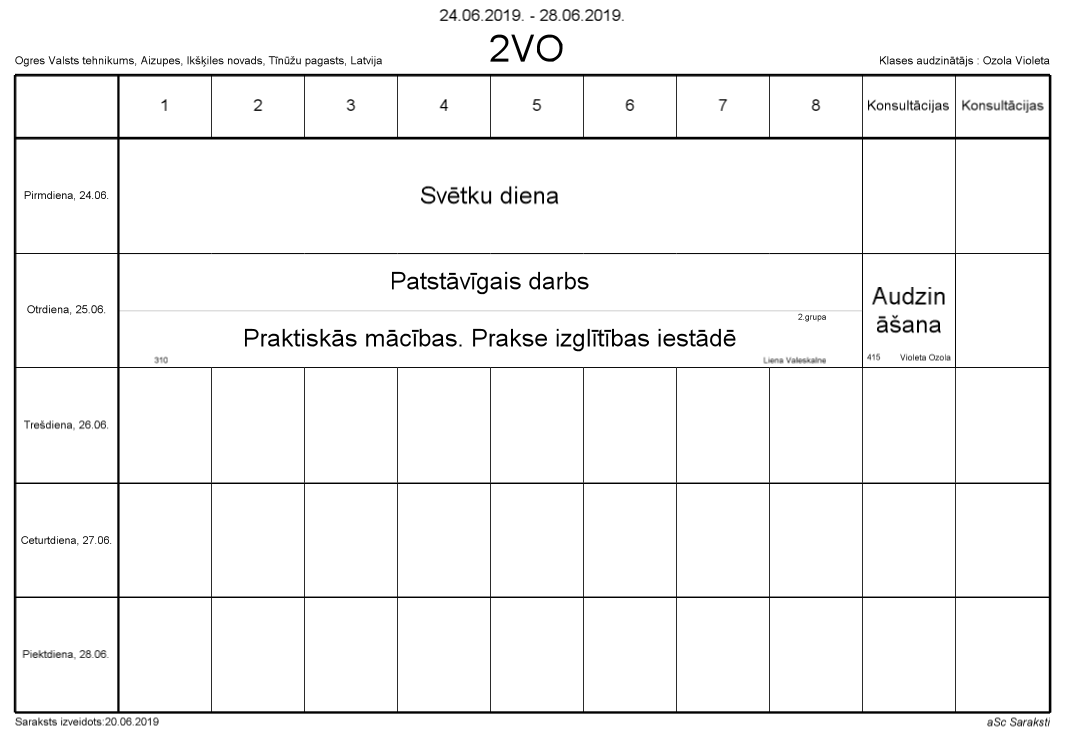 24.06.2019. - 28.06.2019.
2VO
Ogres Valsts tehnikums, Aizupes, Ikšķiles novads, Tīnūžu pagasts, Latvija
Klases audzinātājs : Ozola Violeta
1 2 3 4 5 6 7 8 Konsultācijas Konsultācijas
Pirmdiena, 24.06.
Svētku diena
Otrdiena, 25.06.
Patstāvīgais darbs
2.grupa
Praktiskās mācības. Prakse izglītības iestādē
310
Liena Valeskalne
Audzin
āšana
415 Violeta Ozola
Trešdiena, 26.06.
Ceturtdiena, 27.06.
Piektdiena, 28.06.
Saraksts izveidots:20.06.2019
aSc Saraksti